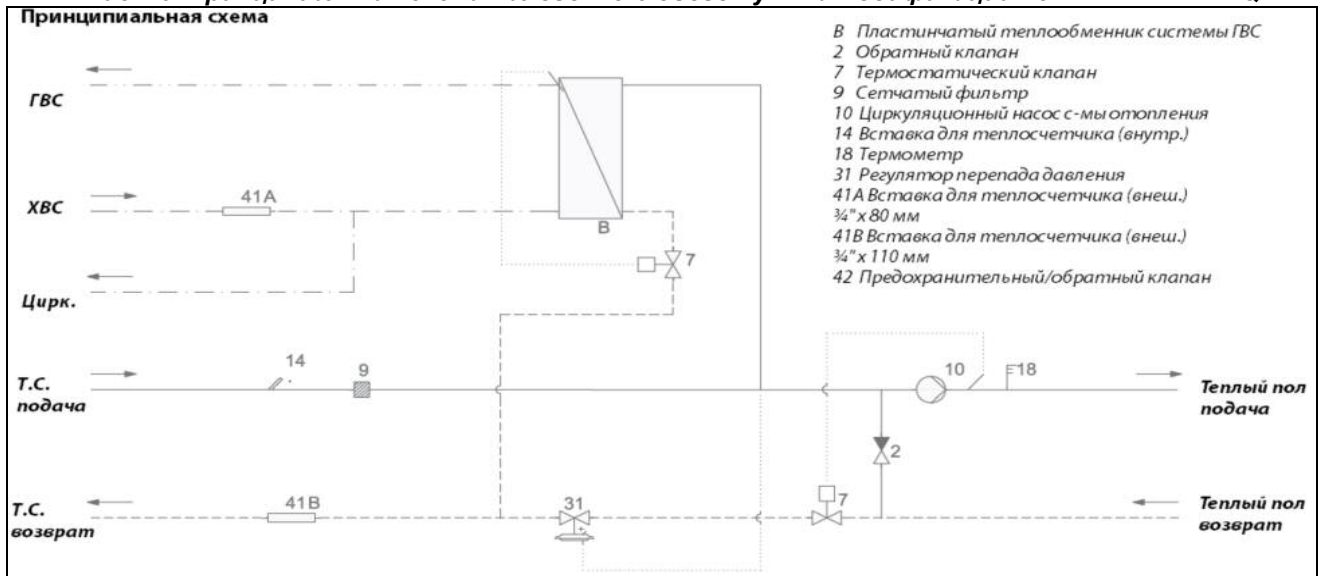 Принципиальная схема
В Пластинчатый теплообменник системы ГВС
2 Обратный клапан
7 Термостатический клапан
9 Сетчатый фильтр
10 Циркуляционный насос с-мы отопления
14 Вставка для теплосчетчика (внутр.)
18 Термометр
31 Регулятор перепада давления
41А Вставка для теплосчетчика (внеш.)
¾" х 80 мм
41В Вставка для теплосчетчика (внеш.)
¾" х 110 мм
42 Предохранительный/обратный клапан
ГВС
ХВС
41А
В
7
Цирк.
14
9
10
18
Т.С.
подача
Теплый пол
подача
2
41В
31
7
Т.С.
возврат
Теплый пол
возврат